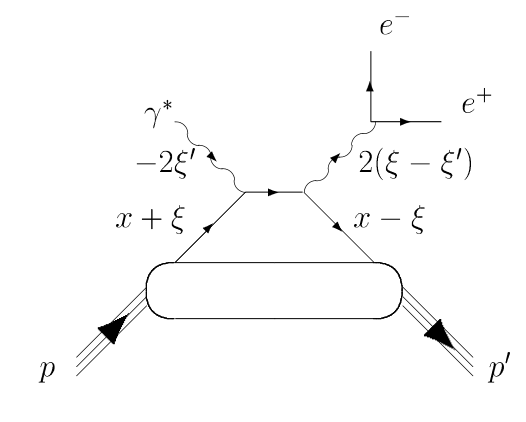 e⁻
γ* e⁺
−2ξ′ 2(ξ − ξ′)
x + ξ x − ξ
p p′